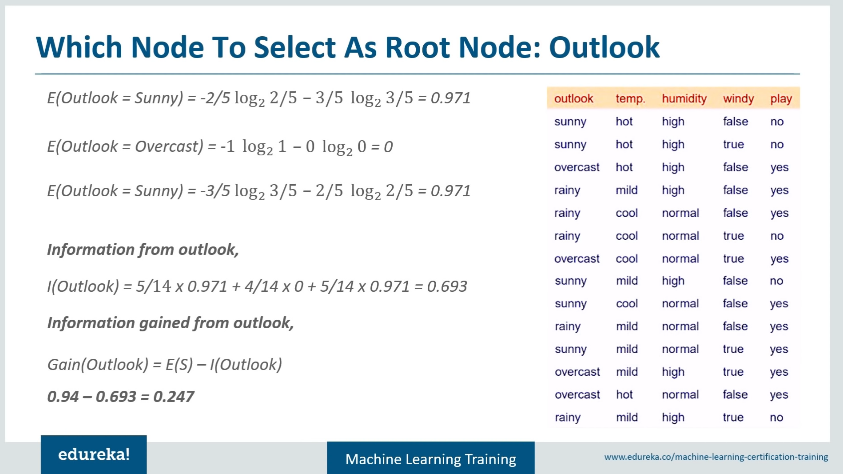 Which Node To Select As Root Node: Outlook
E(Outlook = Sunny) = -2/5 log₂ 2/5 − 3/5 log₂ 3/5 = 0.971
E(Outlook = Overcast) = -1 log₂ 1 − 0 log₂ 0 = 0
E(Outlook = Sunny) = -3/5 log₂ 3/5 − 2/5 log₂ 2/5 = 0.971
Information from outlook,
I(Outlook) = 5/14 x 0.971 + 4/14 x 0 + 5/14 x 0.971 = 0.693
Information gained from outlook,
Gain(Outlook) = E(S) – I(Outlook)
0.94 – 0.693 = 0.247
outlook temp. humidity windy play
sunny hot high false no
sunny hot high true no
overcast hot high false yes
rainy mild high false yes
rainy cool normal false yes
rainy cool normal true no
overcast cool normal true yes
sunny mild high false no
sunny cool normal false yes
rainy mild normal false yes
sunny mild normal true yes
overcast mild high true yes
overcast hot normal false yes
rainy mild high true no
edureka!
Machine Learning Training
www.edureka.co/machine-learning-certification-training